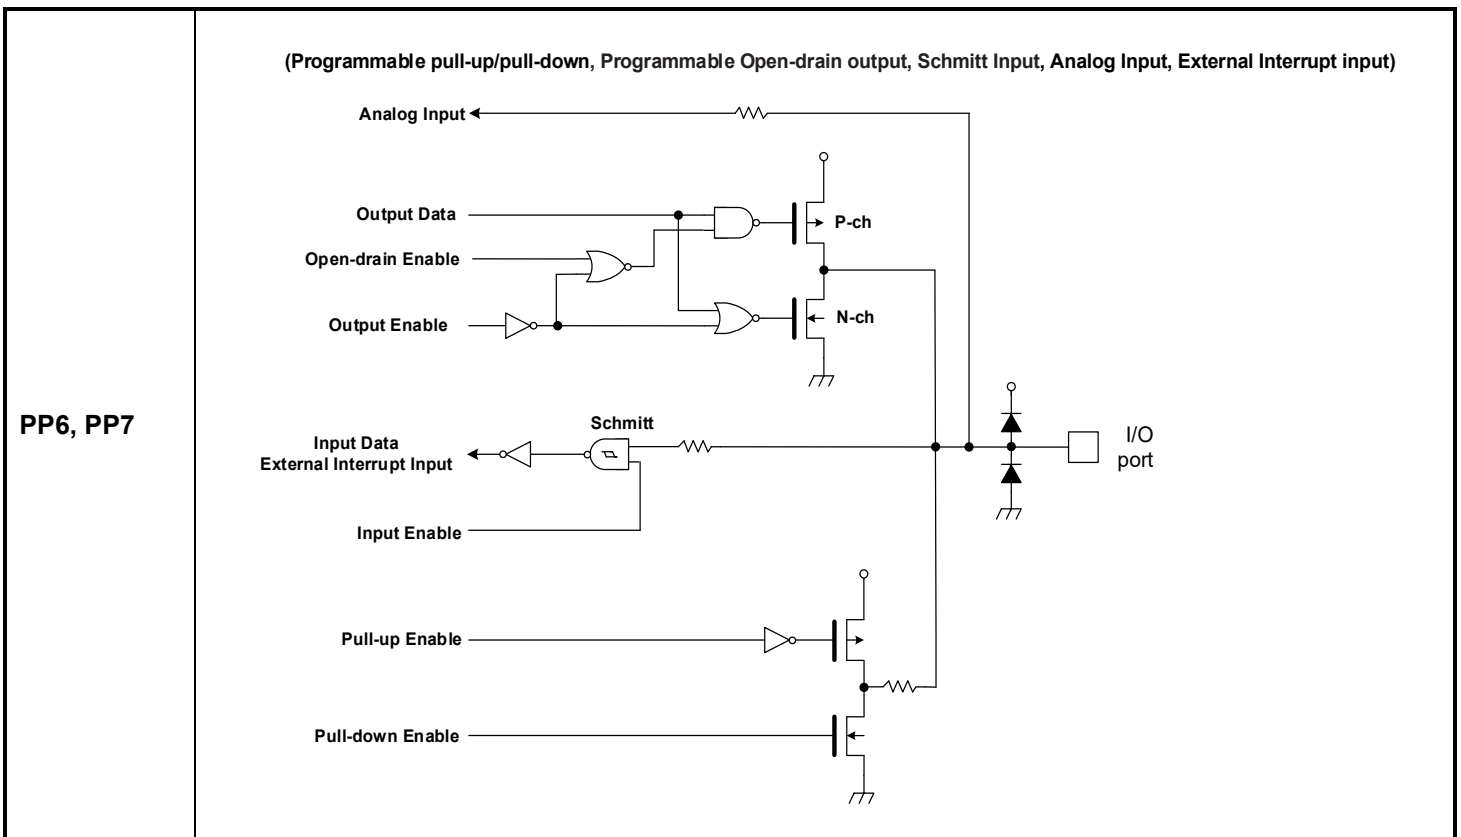 (Programmable pull-up/pull-down, Programmable Open-drain output, Schmitt Input, Analog Input, External Interrupt input)
Analog Input
Output Data
P-ch
Open-drain Enable
Output Enable
N-ch
PP6, PP7
Schmitt
Input Data
External Interrupt Input
I/O
port
Input Enable
Pull-up Enable
Pull-down Enable